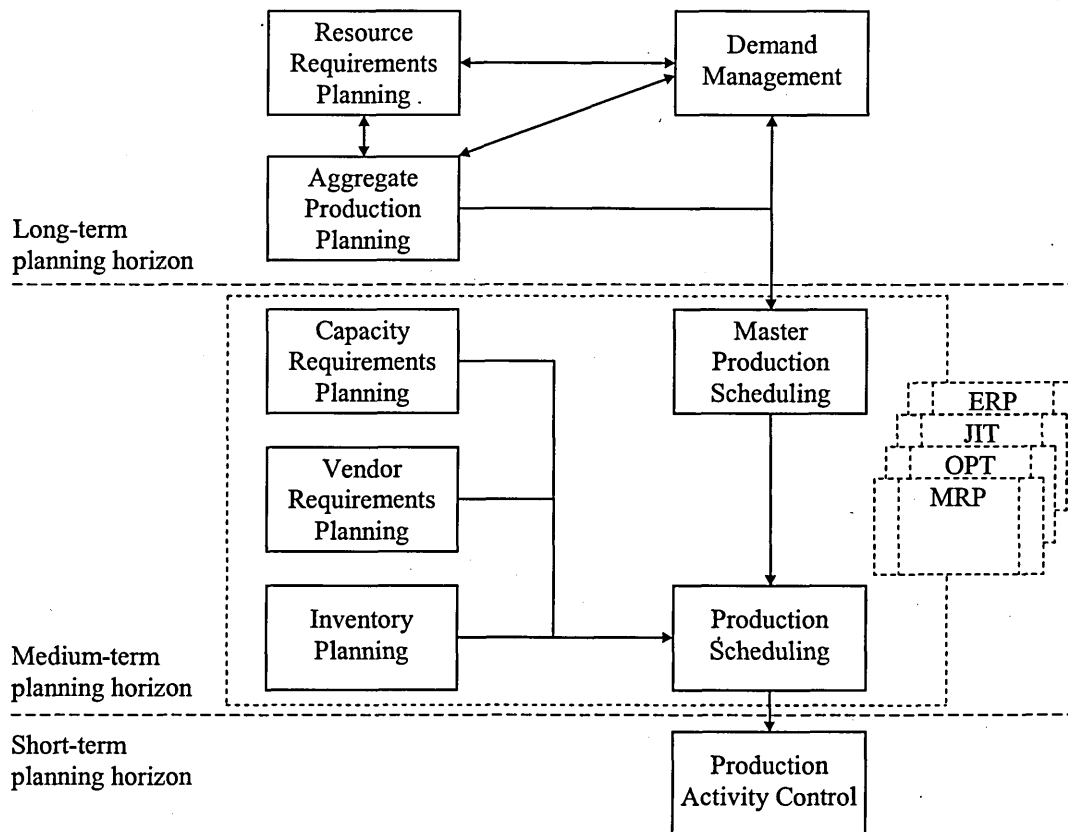 Resource
Requirements
Planning
Demand
Management
Aggregate
Production
Planning
Long-term
planning horizon
Capacity
Requirements
Planning
Master
Production
Scheduling
ERP
JIT
OPT
MRP
Vendor
Requirements
Planning
Inventory
Planning
Production
Scheduling
Medium-term
planning horizon
Short-term
planning horizon
Production
Activity Control